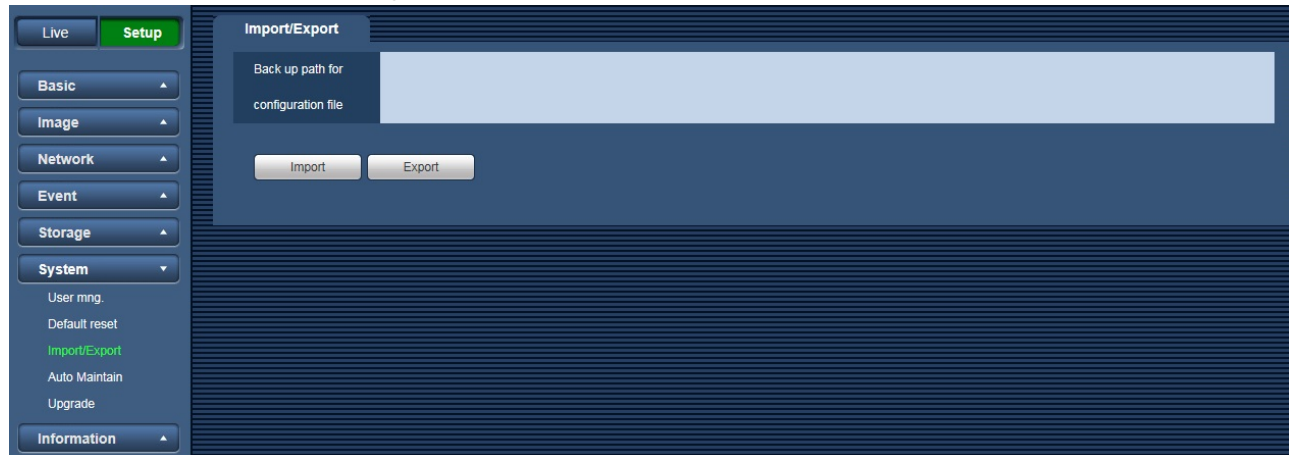 Live Setup
Basic
Image
Network
Event
Storage
System
User mng.
Default reset
Import/Export
Auto Maintain
Upgrade
Information
Import/Export
Back up path for
configuration file
Import Export